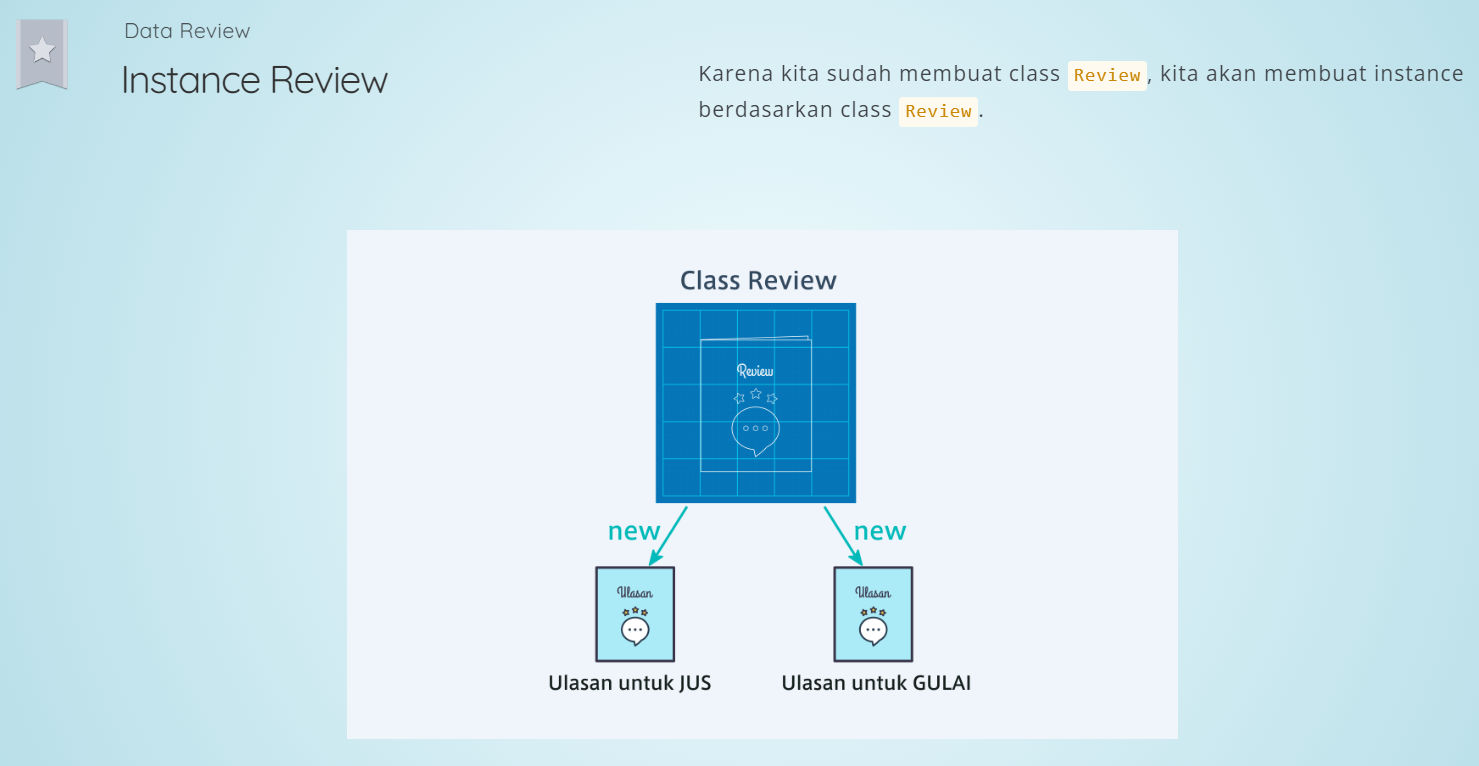 Data Review
Instance Review
Karena kita sudah membuat class Review, kita akan membuat instance
berdasarkan class Review.
Class Review
Review
new
new
Ulasan
Ulasan
Ulasan untuk JUS
Ulasan untuk GULAI